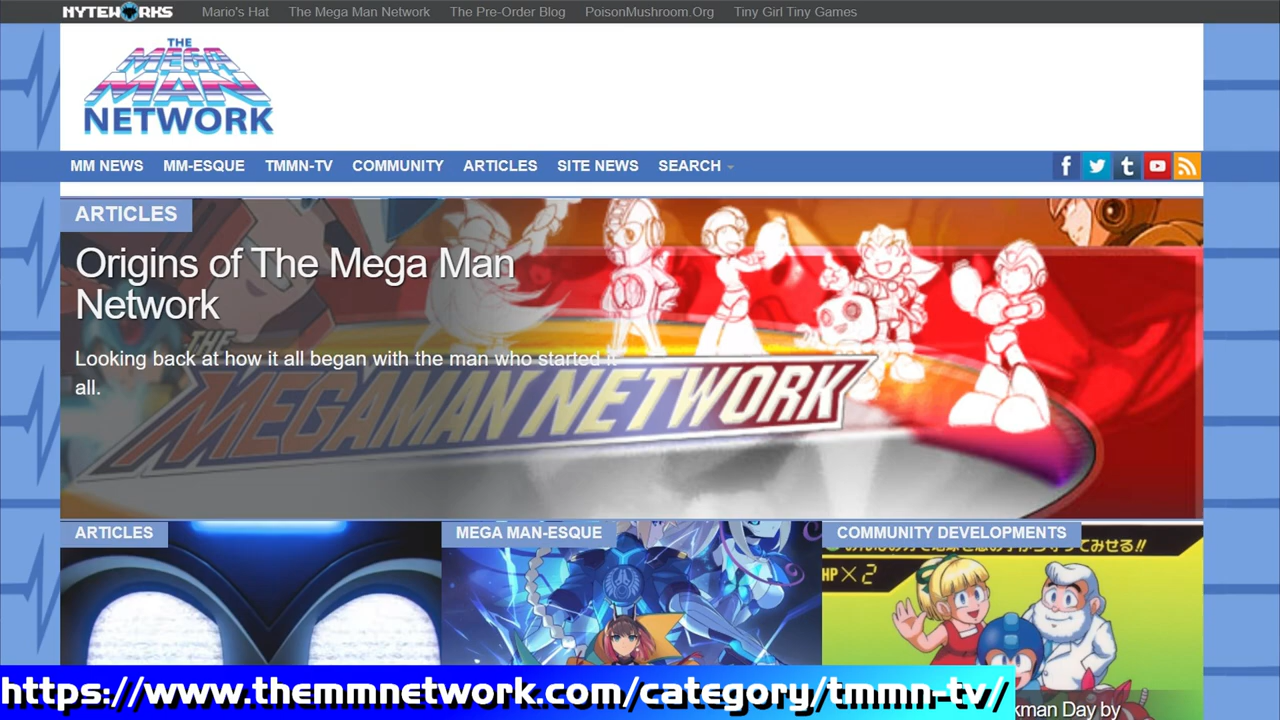 NYTEWORKS Mario's Hat The Mega Man Network The Pre-Order Blog PoisonMushroom.Org Tiny Girl Tiny Games
THE
MEGA
MAN
NETWORK
MM NEWS MM-ESQUE TMMN-TV COMMUNITY ARTICLES SITE NEWS SEARCH
ARTICLES
Origins of The Mega Man
Network
Looking back at how it all began with the man who started it
all.
THE
MEGAMAN NETWORK
ARTICLES MEGA MAN-ESQUE COMMUNITY DEVELOPMENTS
HP×2
kman Day by
https://www.themmnetwork.com/category/tmmn-tv/